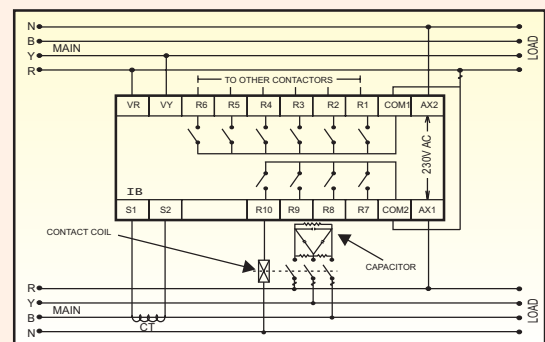 N
B
Y MAIN
R
LOAD
TO OTHER CONTACTORS
VR VY R6 R5 R4 R3 R2 R1 COM1 AX2
230V AC
IB
S1 S2 R10 R9 R8 R7 COM2 AX1
CONTACT COIL
CAPACITOR
R
Y
B MAIN
N
CT
LOAD